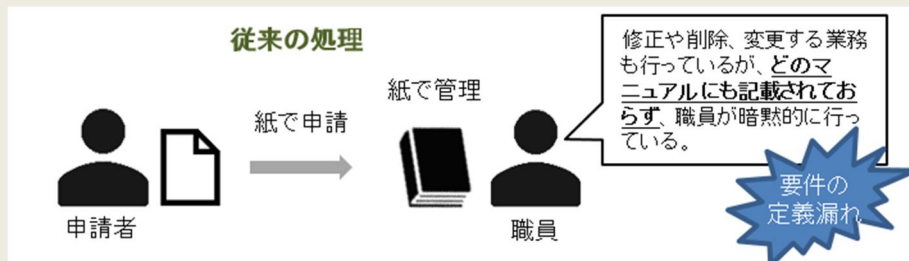 従来の処理
修正や削除、変更する業務
も行っているが、どのマ
ニュアルにも記載されてお
らず、職員が暗黙的に行っ
ている。
紙で管理
紙で申請
要件の
定義漏れ
申請者
職員